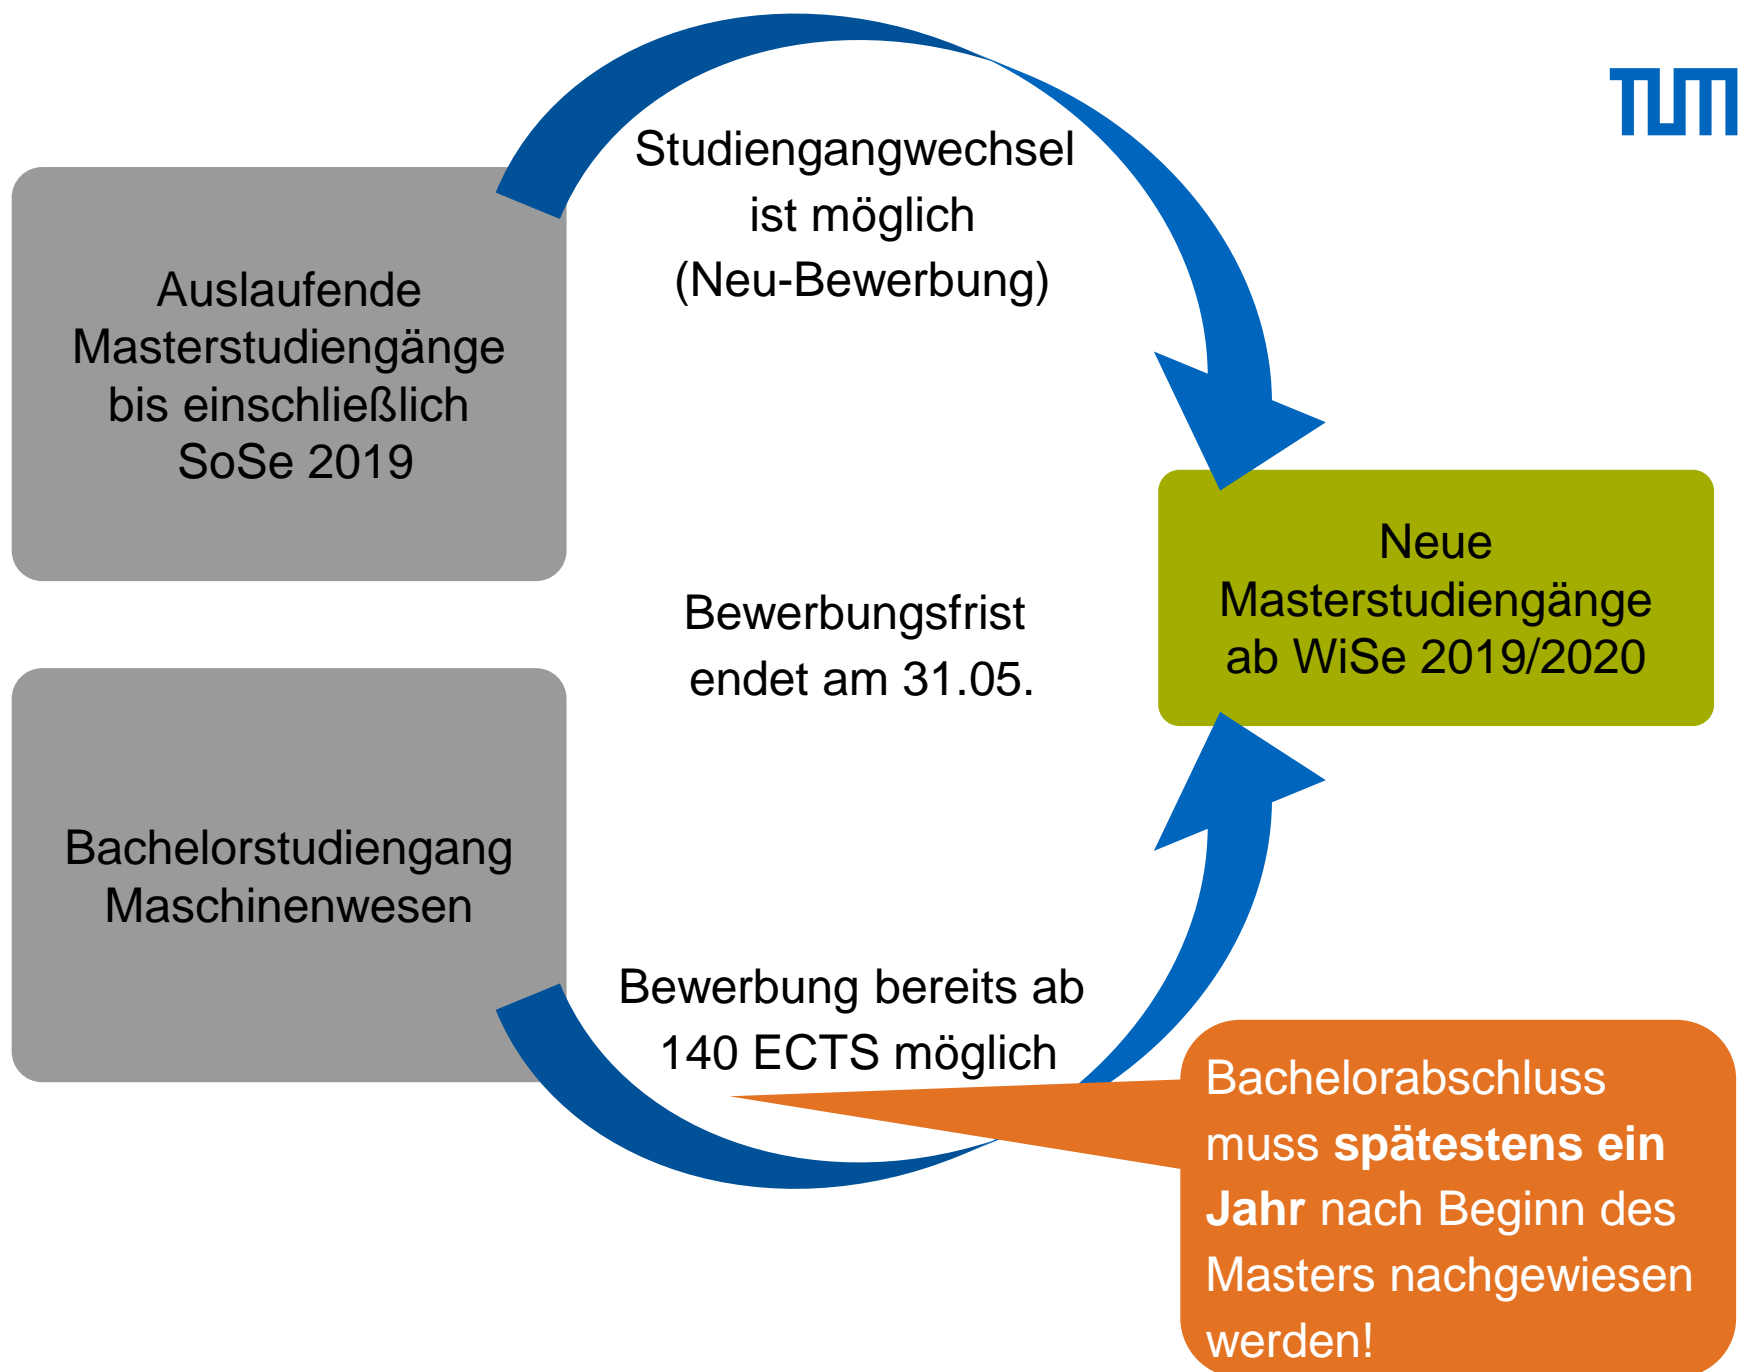 TUM
Studiengangwechsel
ist möglich
(Neu-Bewerbung)
Auslaufende
Masterstudiengänge
bis einschließlich
SoSe 2019
Neue
Masterstudiengänge
ab WiSe 2019/2020
Bewerbungsfrist
endet am 31.05.
Bachelorstudiengang
Maschinenwesen
Bewerbung bereits ab
140 ECTS möglich
Bachelorabschluss
muss spätestens ein
Jahr nach Beginn des
Masters nachgewiesen
werden!